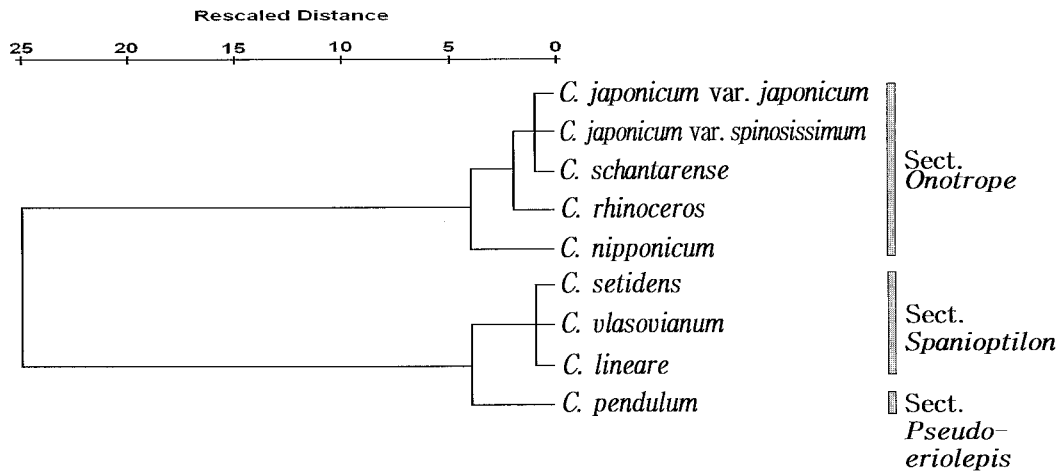 Rescaled Distance
25 20 15 10 5 0
C. japonicum var. japonicum
C. japonicum var. spinosissimum
C. schantarense
C. rhinoceros
C. nipponicum
Sect.
Onotrope
C. setidens
C. vlasovianum
C. lineare
Sect.
Spanioptilon
C. pendulum
Sect.
Pseudo-
eriolepis